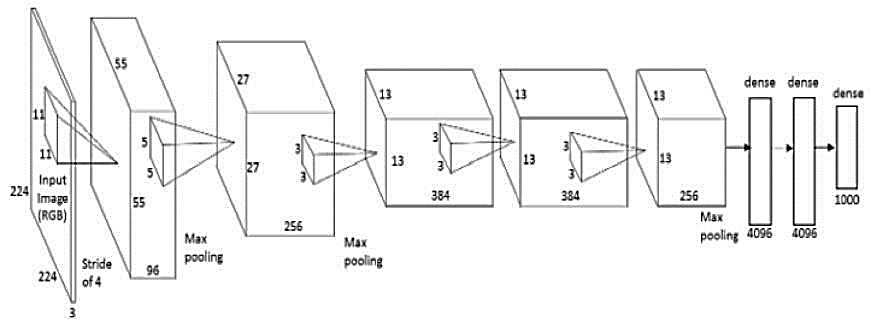 224
11
11
Input
Image
(RGB)
224
3
Stride
of 4
55
55
96
5
5
Max
pooling
27
27
256
3
3
Max
pooling
13
13
384
3
3
13
13
384
3
3
13
13
256
Max
pooling
dense
4096
dense
4096
dense
1000